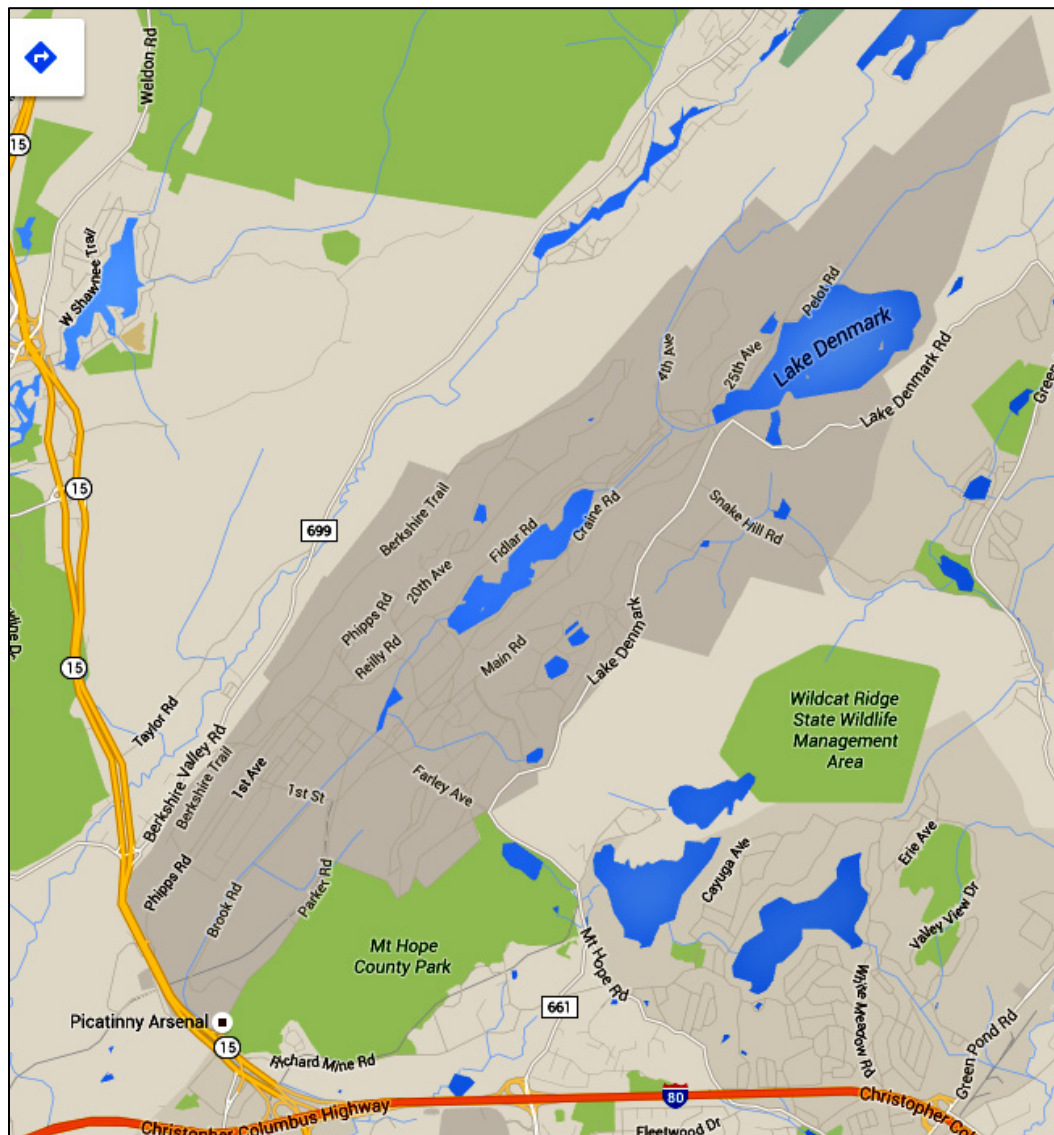 Weldon Rd
15
W Shawnee Trail
4th Ave
25th Ave
Pelot Rd
Lake Denmark
Lake Denmark Rd
Green
15
699
Berkshire Trail
Fidlar Rd
Craine Rd
Snake Hill Rd
20th Ave
Phipps Rd
Reilly Rd
Main Rd
Lake Denmark
15
Taylor Rd
Wildcat Ridge
State Wildlife
Management
Area
Berkshire Valley Rd
Berkshire Trail
1st Ave
1st St
Farley Ave
Phipps Rd
Brook Rd
Parker Rd
Cayuga Ave
Erie Ave
Valley View Dr
Mt Hope
County Park
Mt Hope Rd
White Meadow Rd
661
Picatinny Arsenal
15
Richard Mine Rd
Green Pond Rd
80
Christopher Columbus Highway
Christopher Co
Fleetwood Dr